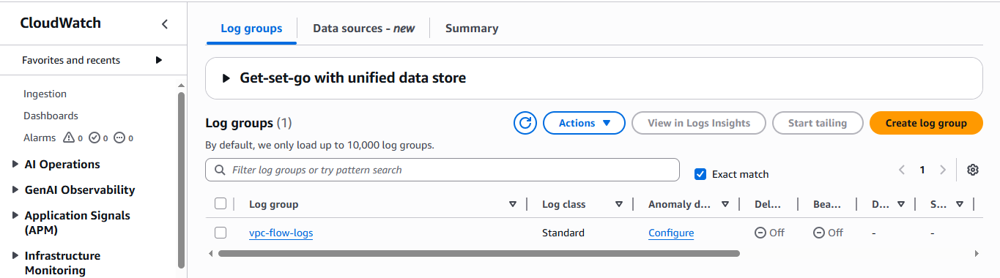 CloudWatch
Favorites and recents
Ingestion
Dashboards
Alarms 0 0 0
AI Operations
GenAI Observability
Application Signals
(APM)
Infrastructure
Monitoring
Log groups Data sources - new Summary
Get-set-go with unified data store
Log groups (1)
Actions View in Logs Insights Start tailing Create log group
By default, we only load up to 10,000 log groups.
Filter log groups or try pattern search Exact match 1
Log group Log class Anomaly d... Del... Bea... D... S...
vpc-flow-logs Standard Configure Off Off - -